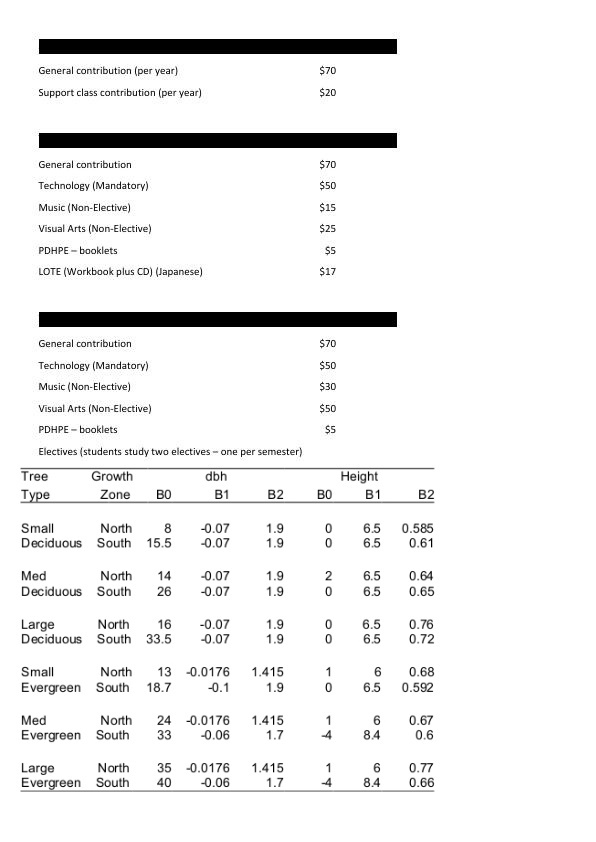 General contribution (per year) $70
Support class contribution (per year) $20
General contribution $70
Technology (Mandatory) $50
Music (Non-Elective) $15
Visual Arts (Non-Elective) $25
PDHPE – booklets $5
LOTE (Workbook plus CD) (Japanese) $17
General contribution $70
Technology (Mandatory) $50
Music (Non-Elective) $30
Visual Arts (Non-Elective) $50
PDHPE – booklets $5
Electives (students study two electives – one per semester)
Tree Growth dbh Height
Type Zone B0 B1 B2 B0 B1 B2
Small North 8 -0.07 1.9 0 6.5 0.585
Deciduous South 15.5 -0.07 1.9 0 6.5 0.61
Med North 14 -0.07 1.9 2 6.5 0.64
Deciduous South 26 -0.07 1.9 0 6.5 0.65
Large North 16 -0.07 1.9 0 6.5 0.76
Deciduous South 33.5 -0.07 1.9 0 6.5 0.72
Small North 13 -0.0176 1.415 1 6 0.68
Evergreen South 18.7 -0.1 1.9 0 6.5 0.592
Med North 24 -0.0176 1.415 1 6 0.67
Evergreen South 33 -0.06 1.7 -4 8.4 0.6
Large North 35 -0.0176 1.415 1 6 0.77
Evergreen South 40 -0.06 1.7 -4 8.4 0.66